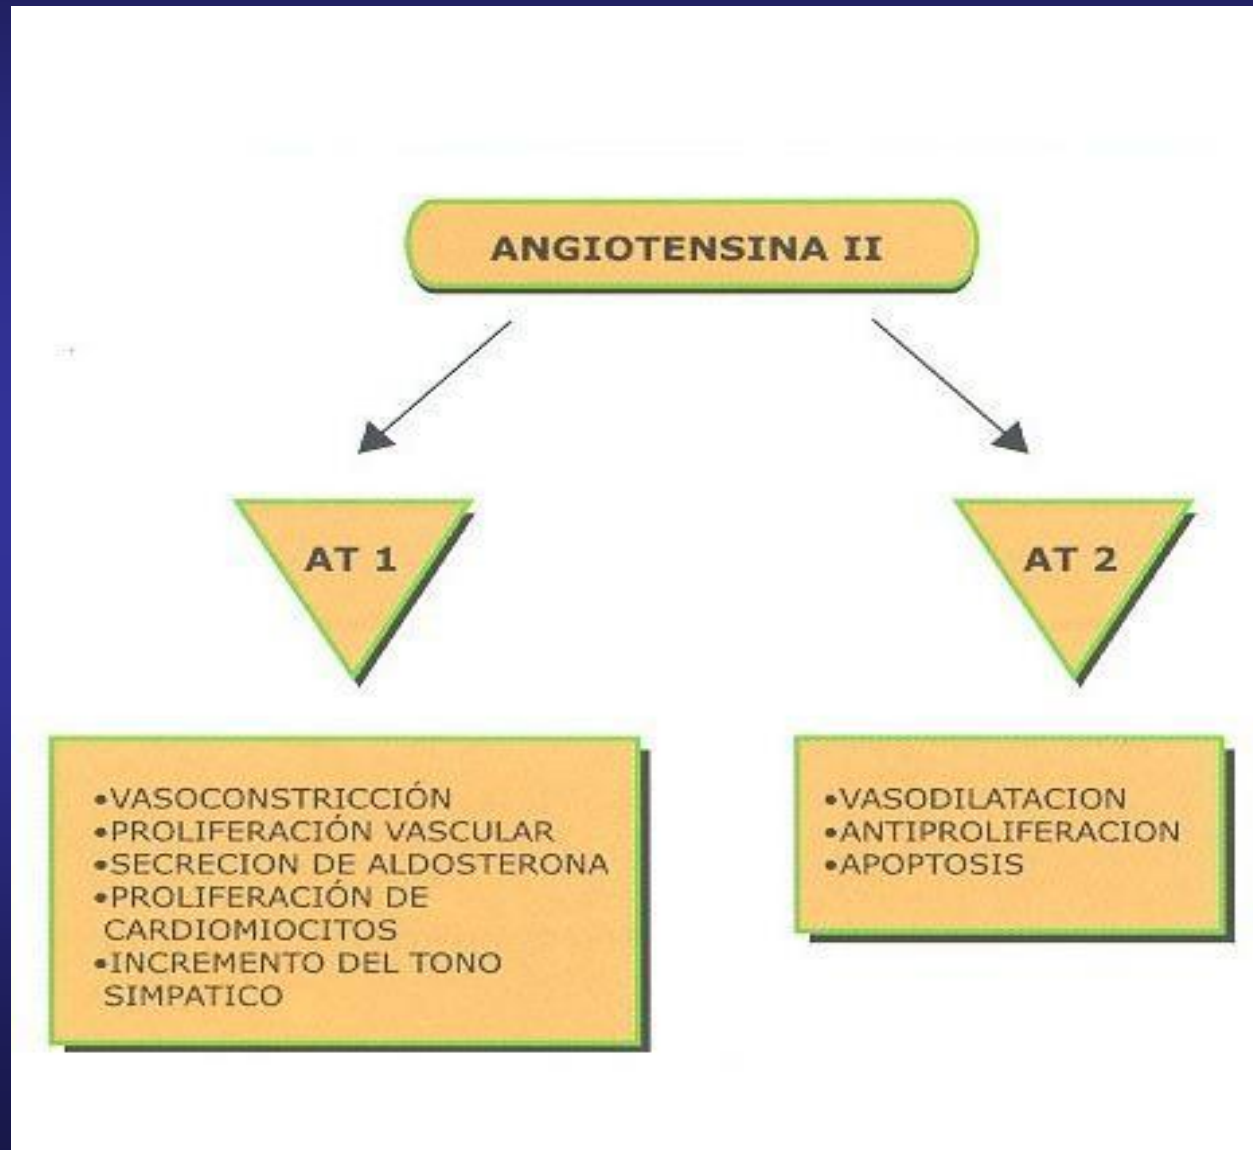 ANGIOTENSINA II
AT 1
AT 2
•VASOCONSTRICCIÓN
•PROLIFERACIÓN VASCULAR
•SECRECION DE ALDOSTERONA
•PROLIFERACIÓN DE
CARDIOMIOCITOS
•INCREMENTO DEL TONO
SIMPATICO
•VASODILATACION
•ANTIPROLIFERACION
•APOPTOSIS